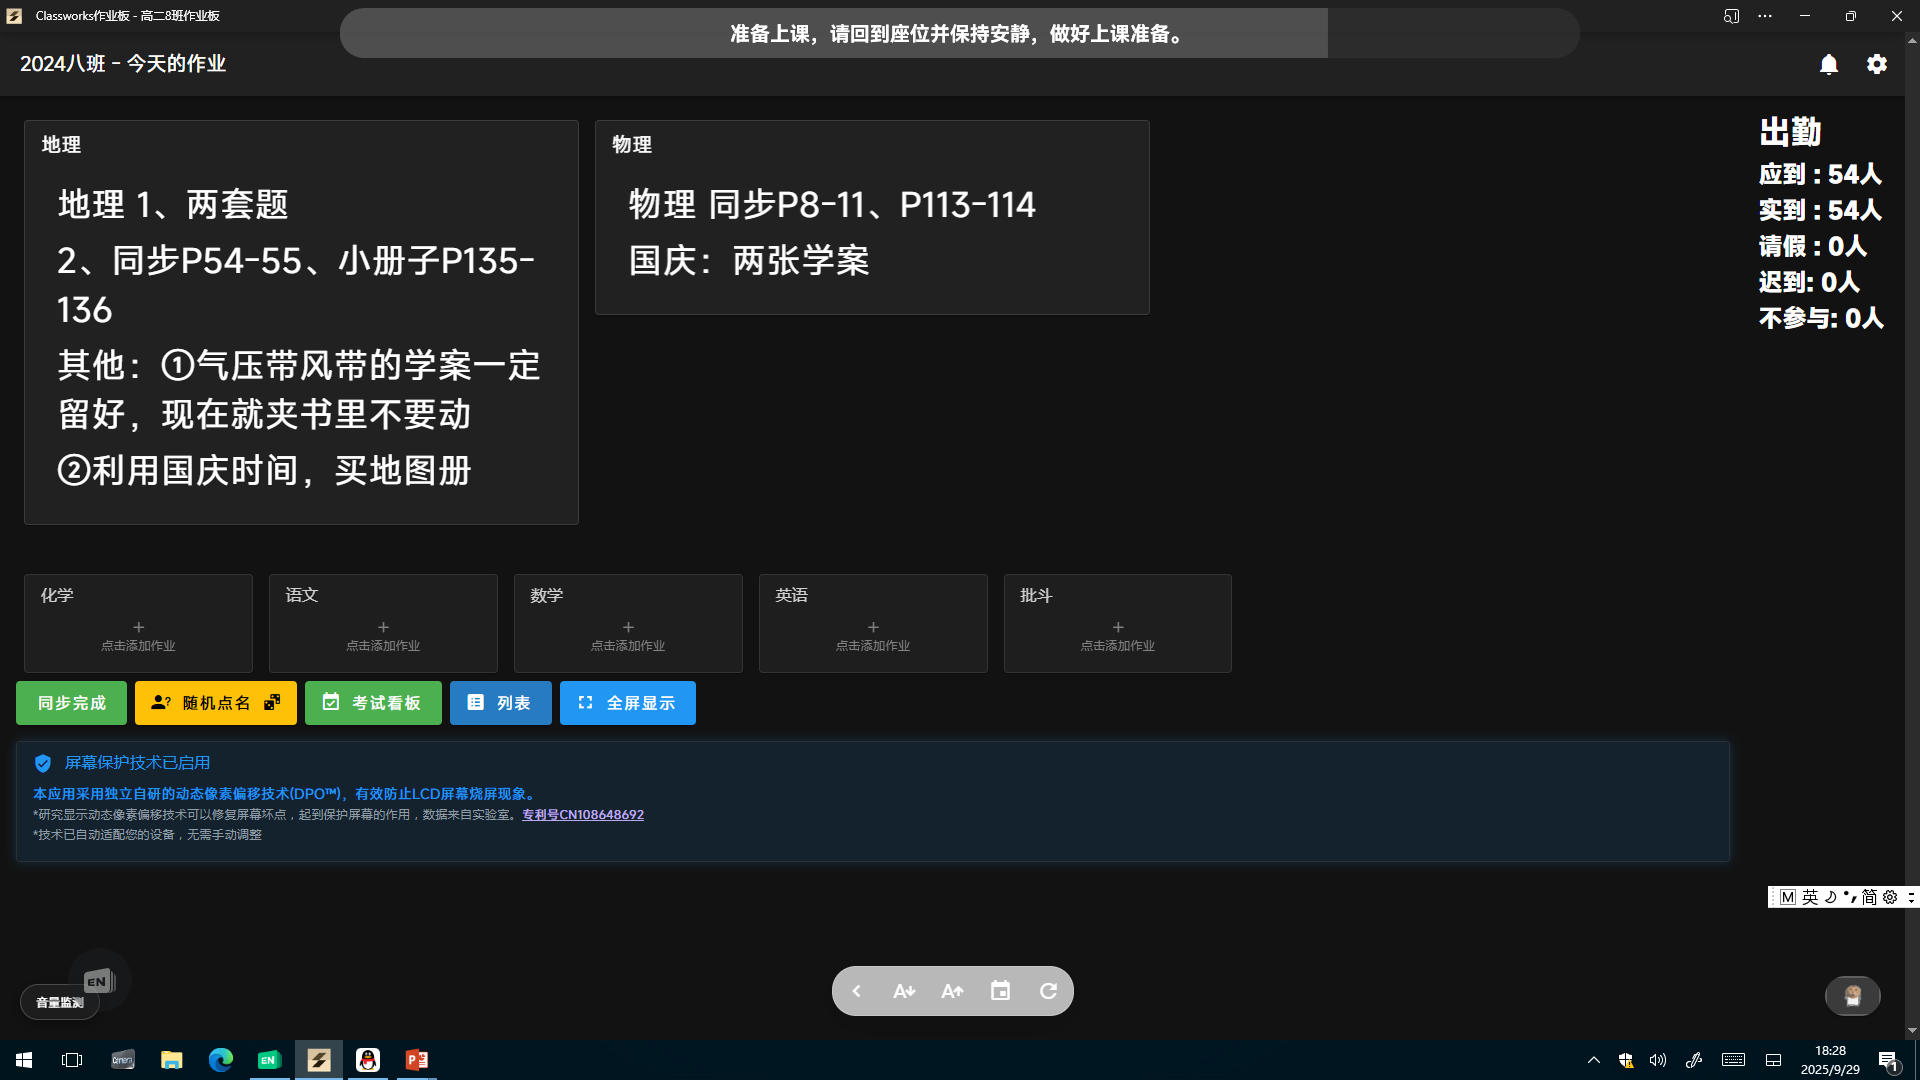 Classworks作业板 - 高二8班作业板
准备上课，请回到座位并保持安静，做好上课准备。
2024八班 - 今天的作业
地理
地理 1、两套题
2、同步P54-55、小册子P135-
136
其他：①气压带风带的学案一定
留好，现在就夹书里不要动
②利用国庆时间，买地图册
物理
物理 同步P8-11、P113-114
国庆：两张学案
出勤
应到 : 54人
实到 : 54人
请假 : 0人
迟到: 0人
不参与: 0人
化学
点击添加作业
语文
点击添加作业
数学
点击添加作业
英语
点击添加作业
批斗
点击添加作业
同步完成
随机点名
考试看板
列表
全屏显示
屏幕保护技术已启用
本应用采用独立自研的动态像素偏移技术(DPO™)，有效防止LCD屏幕烧屏现象。
*研究显示动态像素偏移技术可以修复屏幕坏点，起到保护屏幕的作用，数据来自实验室。专利号CN108648692
*技术已自动适配您的设备，无需手动调整
M 英 简
EN
音量监测
A A
EN
18:28
2025/9/29
1